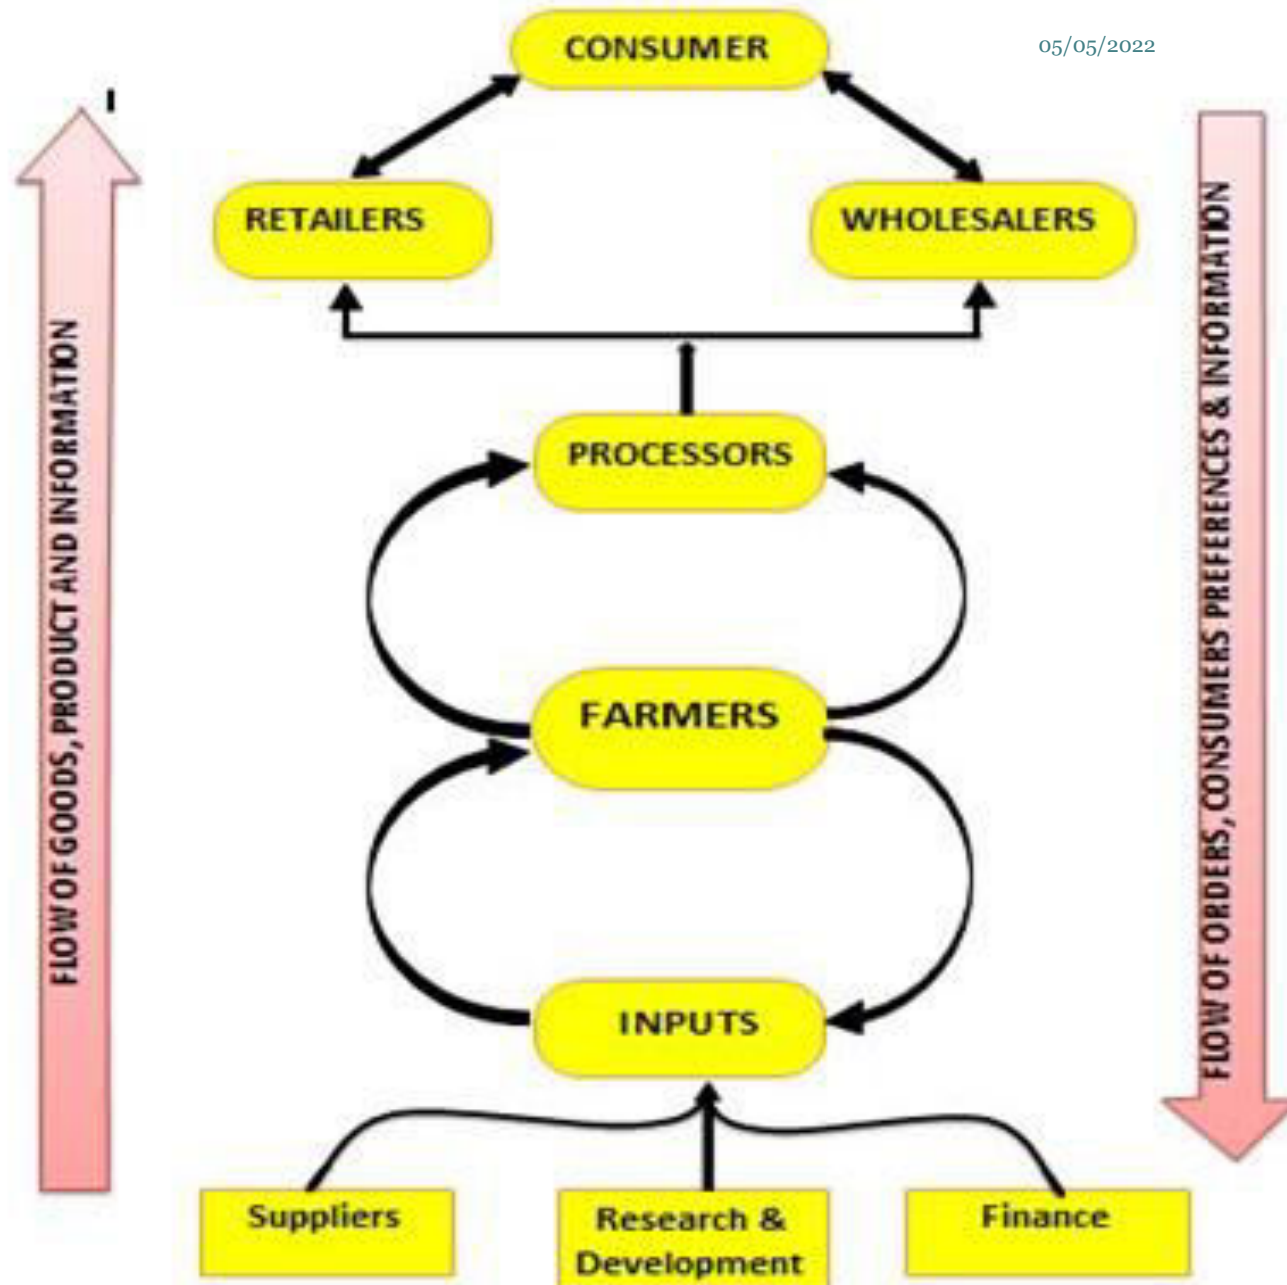 05/05/2022
CONSUMER
RETAILERS
WHOLESALERS
PROCESSORS
FARMERS
INPUTS
Suppliers
Research &
Development
Finance
FLOW OF GOODS, PRODUCT AND INFORMATION
FLOW OF ORDERS, CONSUMERS PREFERENCES & INFORMATION